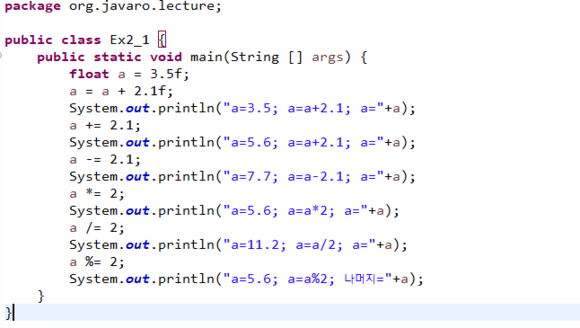 package org.javaro.lecture;
public class Ex2_1 {
public static void main(String [] args) {
float a = 3.5f;
a = a + 2.1f;
System.out.println("a=3.5; a=a+2.1; a="+a);
a += 2.1;
System.out.println("a=5.6; a=a+2.1; a="+a);
a -= 2.1;
System.out.println("a=7.7; a=a-2.1; a="+a);
a *= 2;
System.out.println("a=5.6; a=a*2; a="+a);
a /= 2;
System.out.println("a=11.2; a=a/2; a="+a);
a %= 2;
System.out.println("a=5.6; a=a%2; 나머지="+a);
}
}